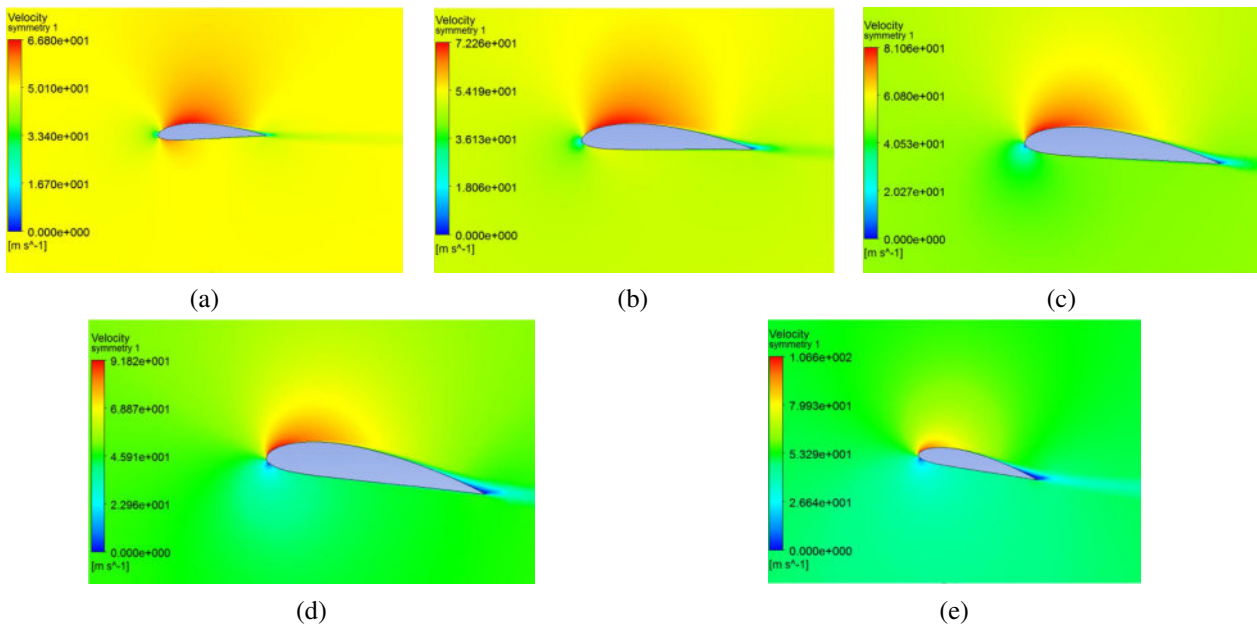 Velocity
symmetry 1
6.680e+001
5.010e+001
3.340e+001
1.670e+001
0.000e+000
[m s^-1]
(a)
Velocity
symmetry 1
7.226e+001
5.419e+001
3.613e+001
1.806e+001
0.000e+000
[m s^-1]
(b)
Velocity
symmetry 1
8.106e+001
6.080e+001
4.053e+001
2.027e+001
0.000e+000
[m s^-1]
(c)
Velocity
symmetry 1
9.182e+001
6.887e+001
4.591e+001
2.296e+001
0.000e+000
[m s^-1]
(d)
Velocity
symmetry 1
1.066e+002
7.993e+001
5.329e+001
2.664e+001
0.000e+000
[m s^-1]
(e)